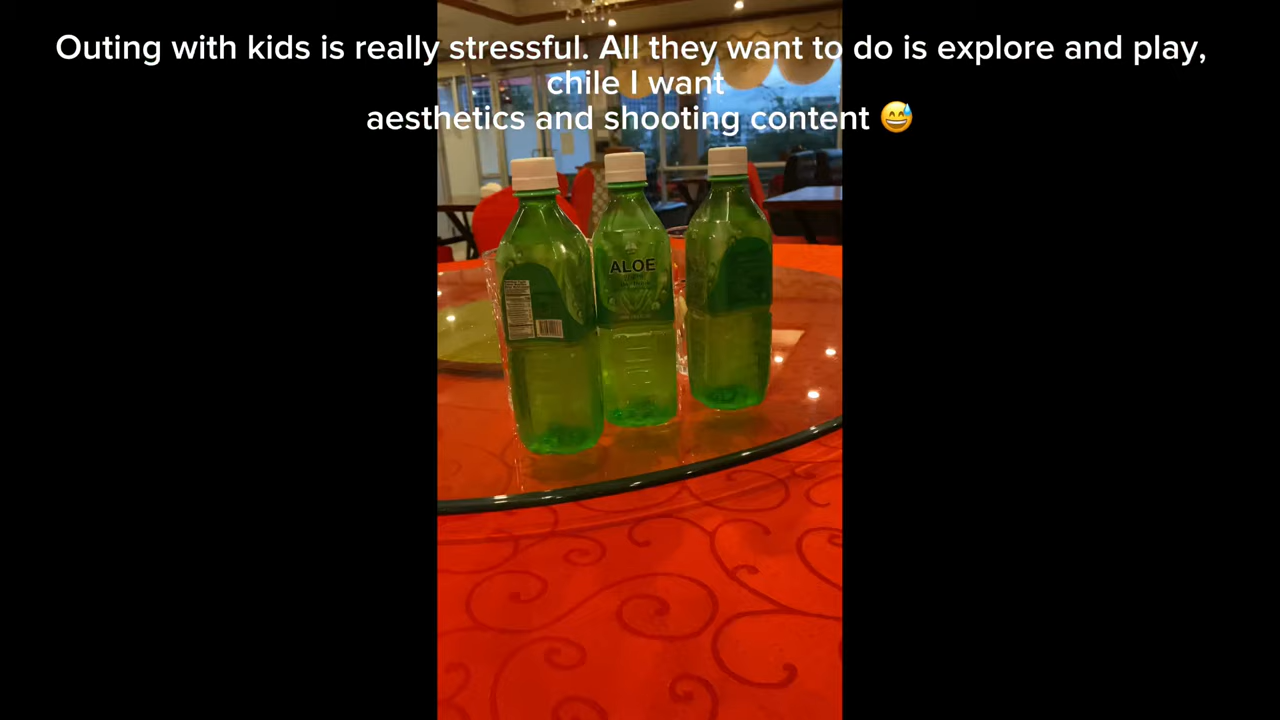 Outing with kids is really stressful. All they want to do is explore and play,
chile I want
aesthetics and shooting content 😅
ALOE